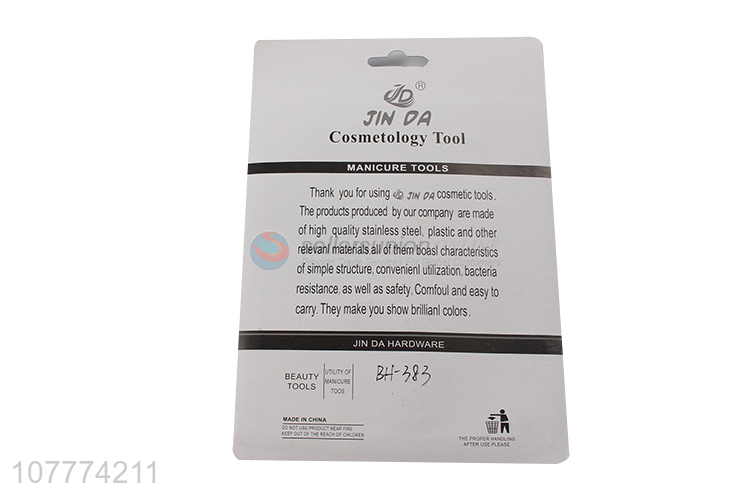 JD ®
JIN DA
Cosmetology Tool
MANICURE TOOLS
Thank you for using JD JIN DA cosmetic tools.
The products produced by our company are made
of high quality stainless steel, plastic and other
relevanl materials all of them boasl characteristics
of simple structure, convenienl utilization, bacteria
resistance, as well as safety, Comfoul and easy to
carry. They make you show brillianl colors.
JIN DA HARDWARE
BEAUTY
TOOLS
UTILITY OF
MANICURE
TOOS
BH-383
MADE IN CHINA
DO NOT USE PRODUCT NEAR FIRE
KEEP OUT OF THE REACH OF CHILDREN
THE PROPER HANDLING
AFTER USE PLEASE
sellersunion ONLINE
107774211